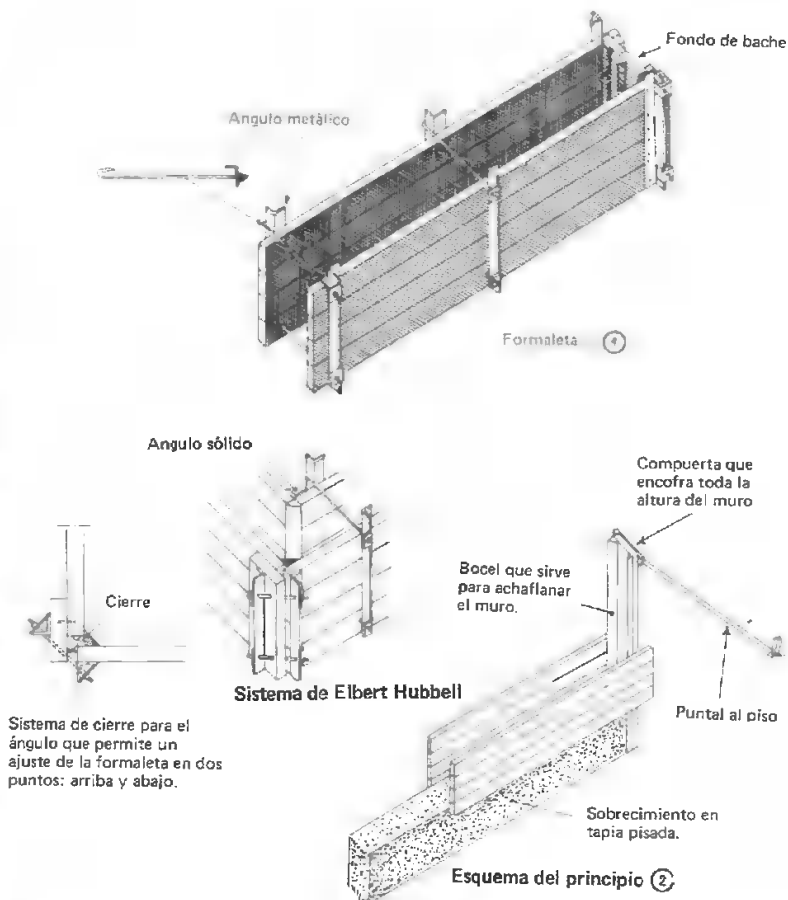 Fondo de bache
Angulo metálico
Formaleta 1
Angulo sólido
Cierre
Sistema de Elbert Hubbell
Sistema de cierre para el
ángulo que permite un
ajuste de la formaleta en dos
puntos: arriba y abajo.
Compuerta que
encofra toda la
altura del muro
Bocel que sirve
para achaflanar
el muro.
Puntal al piso
Sobrecimiento en
tapia pisada.
Esquema del principio 2